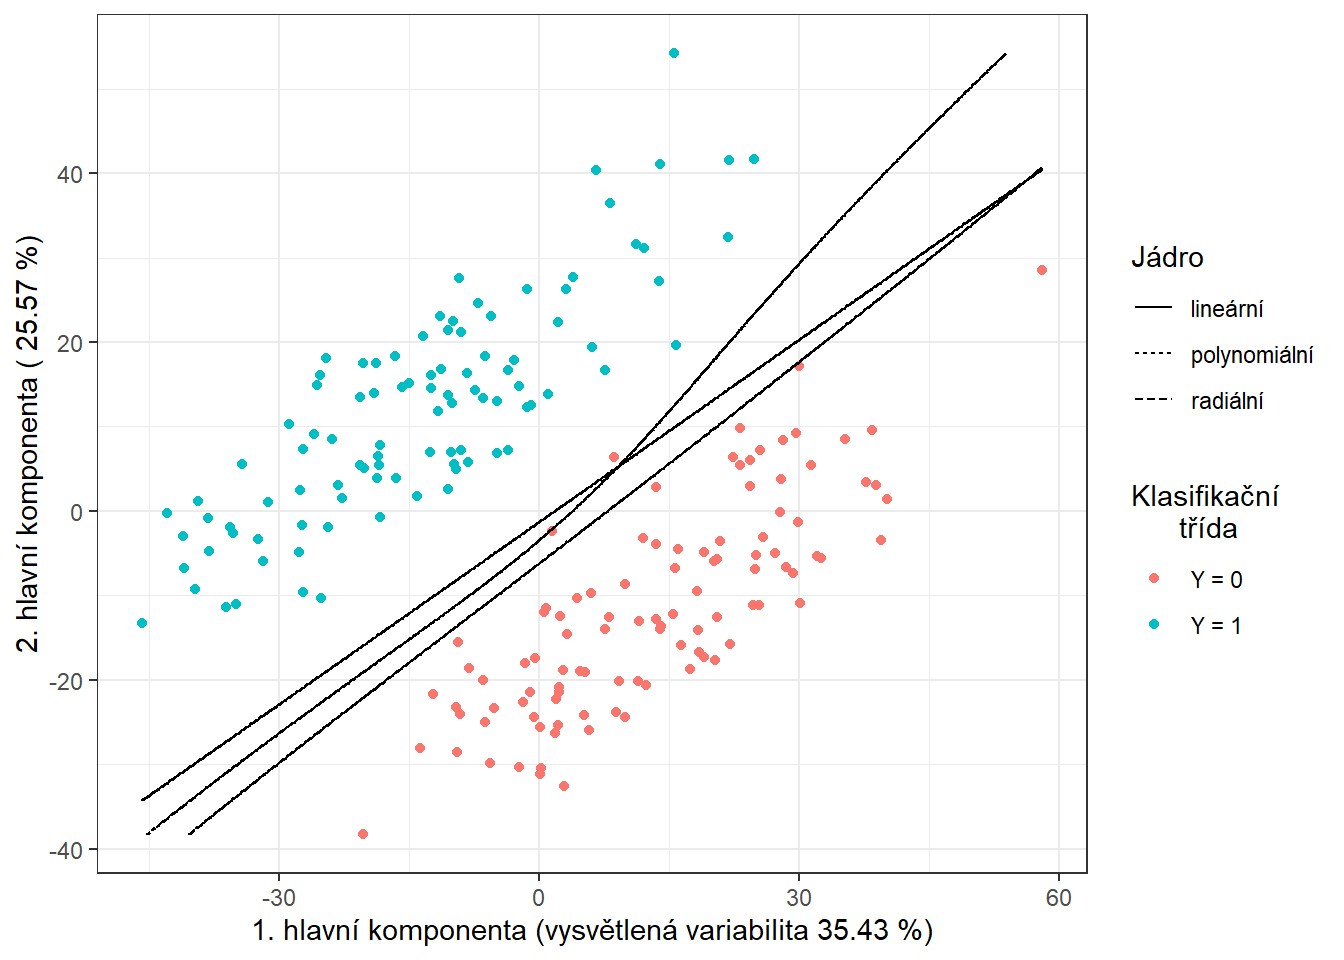 2. hlavní komponenta ( 25.57 %)
40
20
0
-20
-40
-30
0
30
60
1. hlavní komponenta (vysvětlená variabilita 35.43 %)
Jádro
lineární
polynomiální
radiální
Klasifikační
třída
Y = 0
Y = 1